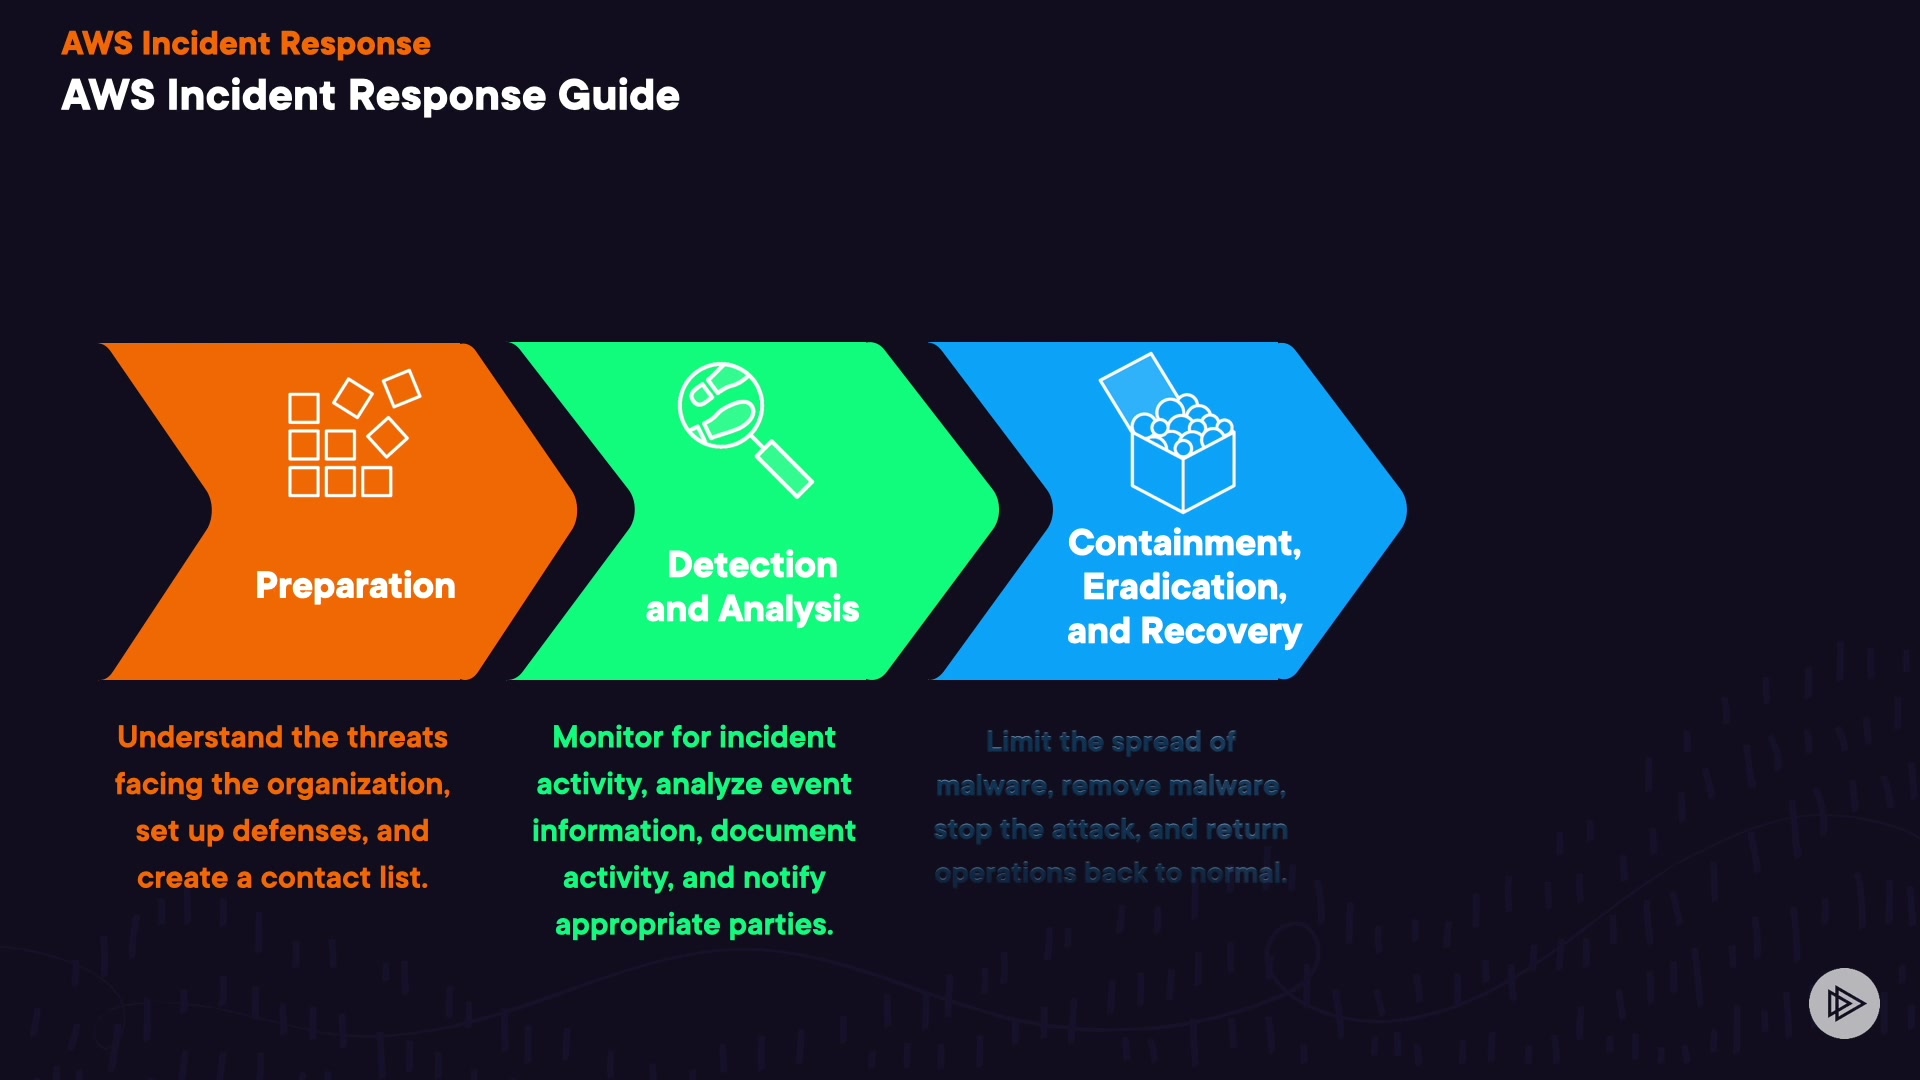 AWS Incident Response
AWS Incident Response Guide
Preparation
Detection
and Analysis
Containment,
Eradication,
and Recovery
Understand the threats
facing the organization,
set up defenses, and
create a contact list.
Monitor for incident
activity, analyze event
information, document
activity, and notify
appropriate parties.
Limit the spread of
malware, remove malware,
stop the attack, and return
operations back to normal.